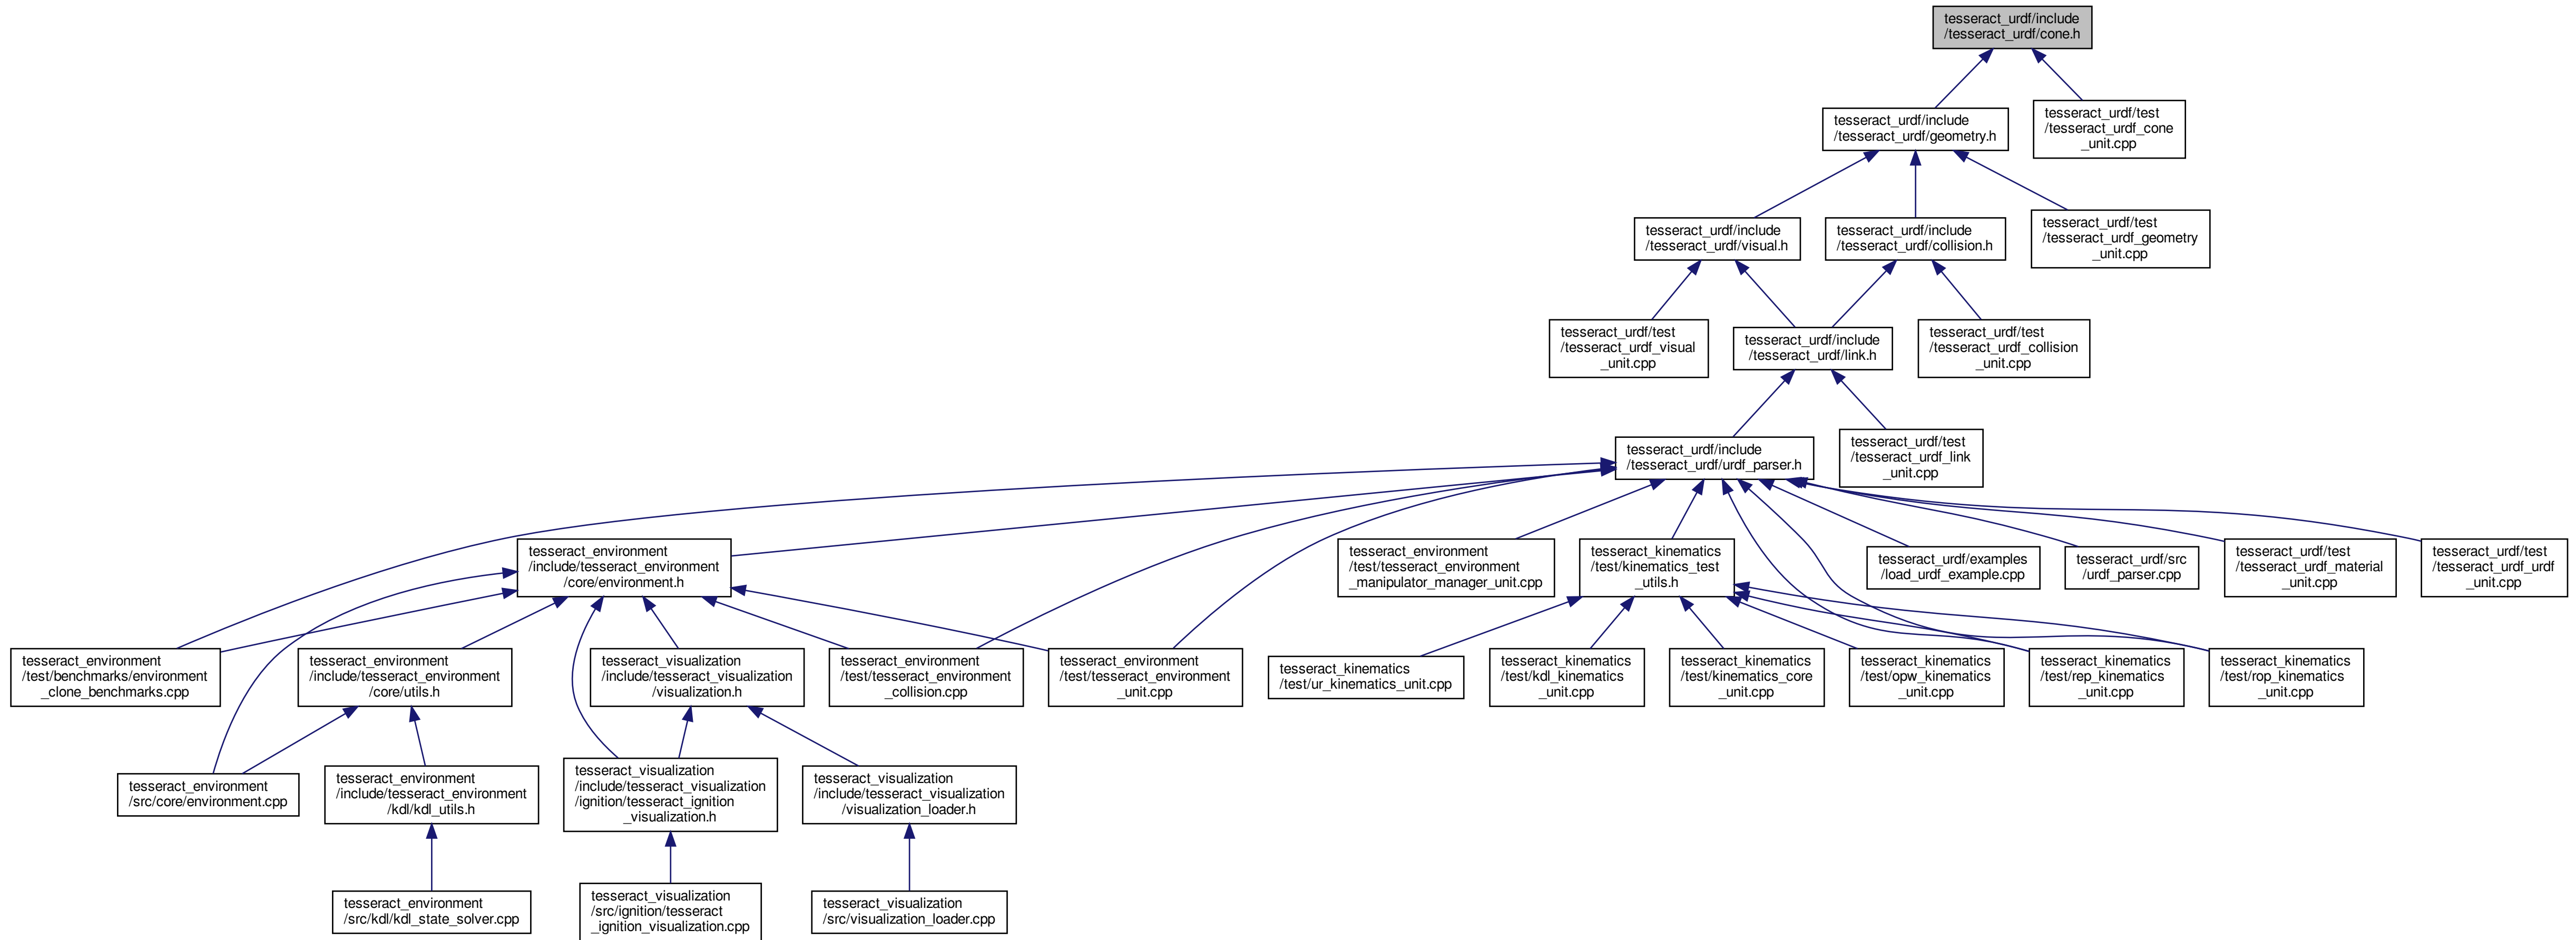 tesseract_urdf/include
/tesseract_urdf/cone.h
tesseract_urdf/include
/tesseract_urdf/geometry.h
tesseract_urdf/test
/tesseract_urdf_cone
_unit.cpp
tesseract_urdf/include
/tesseract_urdf/visual.h
tesseract_urdf/include
/tesseract_urdf/collision.h
tesseract_urdf/test
/tesseract_urdf_geometry
_unit.cpp
tesseract_urdf/test
/tesseract_urdf_visual
_unit.cpp
tesseract_urdf/include
/tesseract_urdf/link.h
tesseract_urdf/test
/tesseract_urdf_collision
_unit.cpp
tesseract_urdf/include
/tesseract_urdf/urdf_parser.h
tesseract_urdf/test
/tesseract_urdf_link
_unit.cpp
tesseract_environment
/include/tesseract_environment
/core/environment.h
tesseract_environment
/test/tesseract_environment
_manipulator_manager_unit.cpp
tesseract_kinematics
/test/kinematics_test
_utils.h
tesseract_urdf/examples
/load_urdf_example.cpp
tesseract_urdf/src
/urdf_parser.cpp
tesseract_urdf/test
/tesseract_urdf_material
_unit.cpp
tesseract_urdf/test
/tesseract_urdf_urdf
_unit.cpp
tesseract_environment
/test/benchmarks/environment
_clone_benchmarks.cpp
tesseract_environment
/include/tesseract_environment
/core/utils.h
tesseract_visualization
/include/tesseract_visualization
/visualization.h
tesseract_environment
/test/tesseract_environment
_collision.cpp
tesseract_environment
/test/tesseract_environment
_unit.cpp
tesseract_kinematics
/test/ur_kinematics_unit.cpp
tesseract_kinematics
/test/kdl_kinematics
_unit.cpp
tesseract_kinematics
/test/kinematics_core
_unit.cpp
tesseract_kinematics
/test/opw_kinematics
_unit.cpp
tesseract_kinematics
/test/rep_kinematics
_unit.cpp
tesseract_kinematics
/test/rop_kinematics
_unit.cpp
tesseract_environment
/src/core/environment.cpp
tesseract_environment
/include/tesseract_environment
/kdl/kdl_utils.h
tesseract_visualization
/include/tesseract_visualization
/ignition/tesseract_ignition
_visualization.h
tesseract_visualization
/include/tesseract_visualization
/visualization_loader.h
tesseract_environment
/src/kdl/kdl_state_solver.cpp
tesseract_visualization
/src/ignition/tesseract
_ignition_visualization.cpp
tesseract_visualization
/src/visualization_loader.cpp